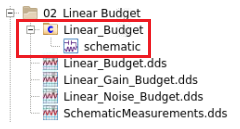 02_Linear Budget
Linear_Budget
schematic
Linear_Budget.dds
Linear_Gain_Budget.dds
Linear_Noise_Budget.dds
SchematicMeasurements.dds